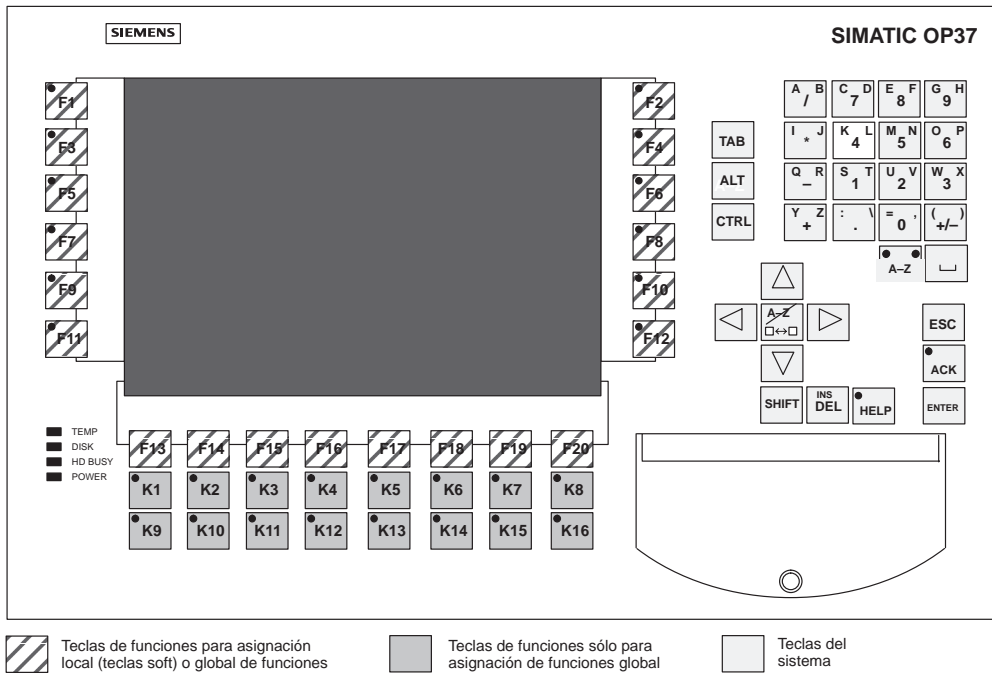 SIEMENS
SIMATIC OP37
F1
F2
F3
F4
F5
F6
F7
F8
F9
F10
F11
F12
A B
/
C D
7
E F
8
G H
9
TAB
I J
*
K L
4
M N
5
O P
6
ALT
Q R
–
S T
1
U V
2
W X
3
CTRL
Y Z
+
: \
.
= ,
0
( )
+/–
A–Z
A–Z
ESC
ACK
SHIFT
INS
DEL
HELP
ENTER
TEMP
DISK
HD BUSY
POWER
F13 F14 F15 F16 F17 F18 F19 F20
K1 K2 K3 K4 K5 K6 K7 K8
K9 K10 K11 K12 K13 K14 K15 K16
Teclas de funciones para asignación
local (teclas soft) o global de funciones
Teclas de funciones sólo para
asignación de funciones global
Teclas del
sistema